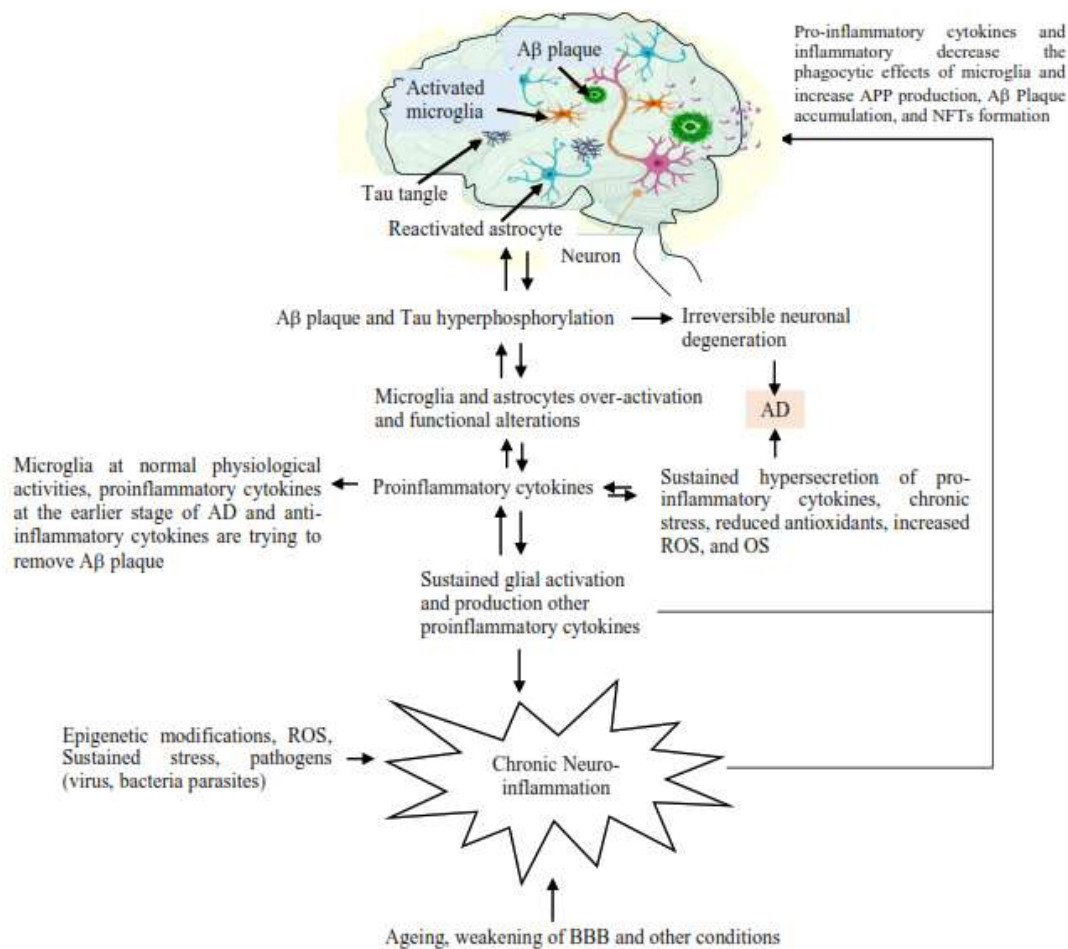 Aβ plaque
Activated
microglia
Tau tangle
Reactivated astrocyte
Neuron
Pro-inflammatory cytokines and
inflammatory decrease the
phagocytic effects of microglia and
increase APP production, Aβ Plaque
accumulation, and NFTs formation
Aβ plaque and Tau hyperphosphorylation
Irreversible neuronal
degeneration
Microglia and astrocytes over-activation
and functional alterations
AD
Microglia at normal physiological
activities, proinflammatory cytokines
at the earlier stage of AD and anti-
inflammatory cytokines are trying to
remove Aβ plaque
Proinflammatory cytokines
Sustained hypersecretion of pro-
inflammatory cytokines, chronic
stress, reduced antioxidants, increased
ROS, and OS
Sustained glial activation
and production other
proinflammatory cytokines
Epigenetic modifications, ROS,
Sustained stress, pathogens
(virus, bacteria parasites)
Chronic Neuro-
inflammation
Ageing, weakening of BBB and other conditions